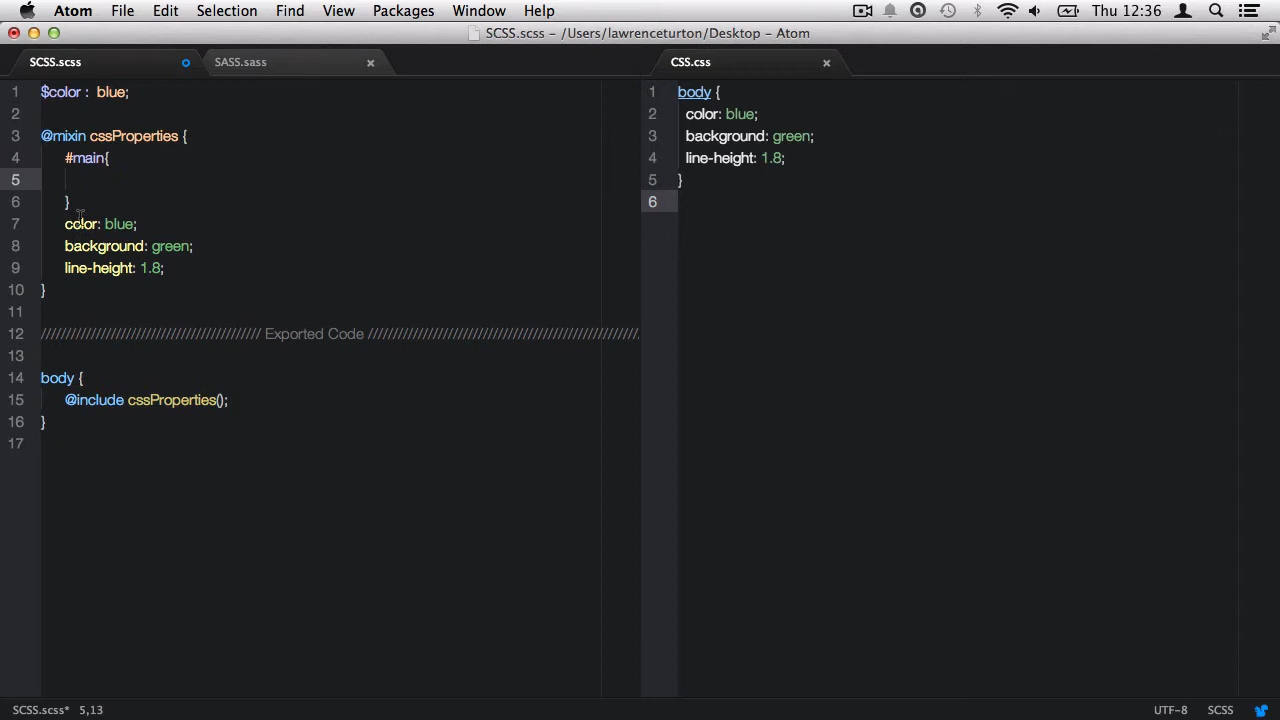 Atom File Edit Selection Find View Packages Window Help Thu 12:36
SCSS.scss – /Users/lawrenceturton/Desktop – Atom
SCSS.scss SASS.sass
1 $color : blue;
2
3 @mixin cssProperties {
4 #main{
5
6 }
7 color: blue;
8 background: green;
9 line-height: 1.8;
10 }
11
12 //////////////////////////////////////////// Exported Code //////////////////////////////////////////////////////
13
14 body {
15 @include cssProperties();
16 }
17
CSS.css
1 body {
2 color: blue;
3 background: green;
4 line-height: 1.8;
5 }
6
SCSS.scss* 5,13 UTF-8 SCSS